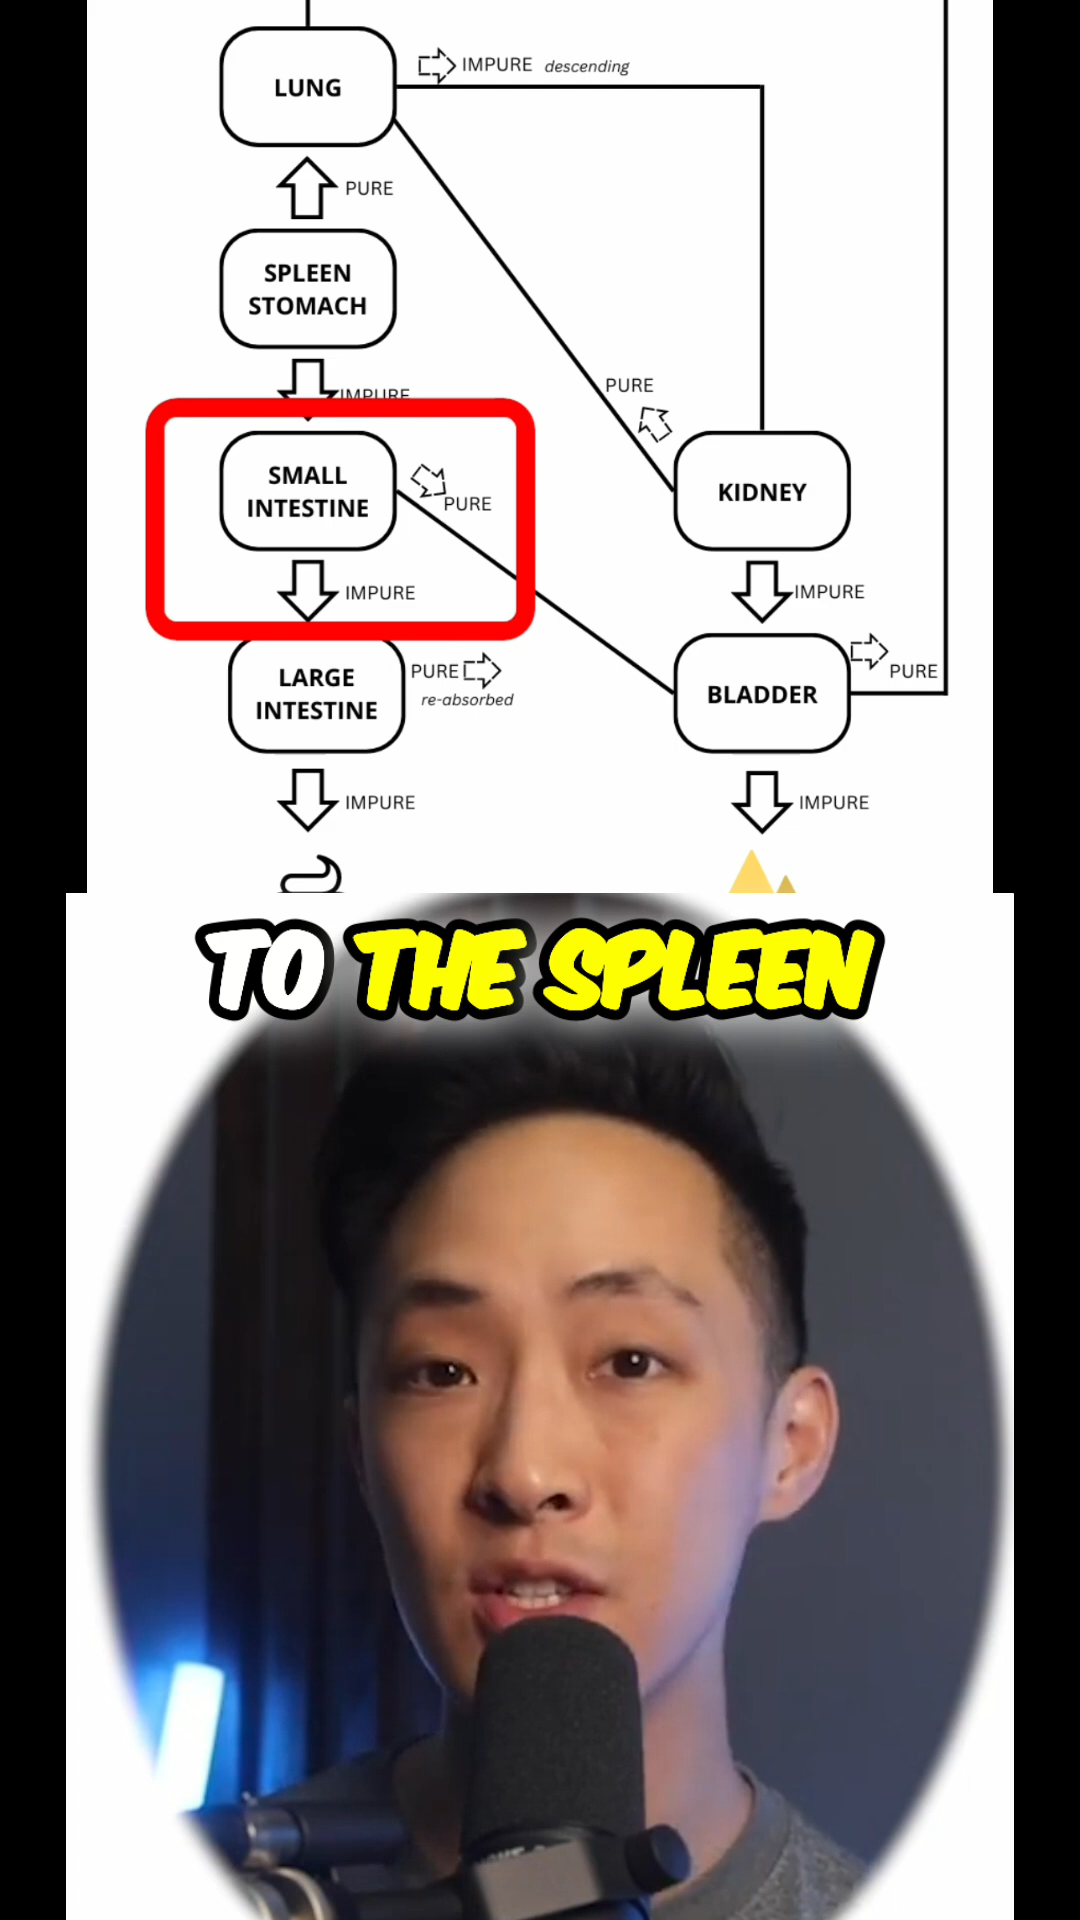 LUNG
IMPURE descending
PURE
SPLEEN
STOMACH
IMPURE
PURE
SMALL
INTESTINE
PURE
KIDNEY
IMPURE
IMPURE
LARGE
INTESTINE
PURE
re-absorbed
BLADDER
PURE
IMPURE
IMPURE
TO THE SPLEEN